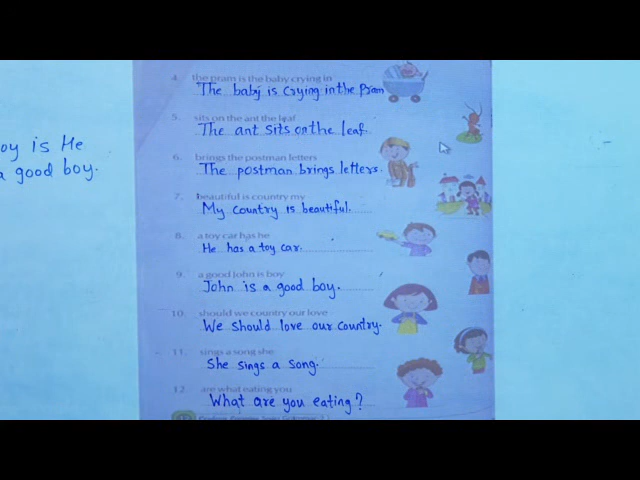 oy is He
a good boy.
4. the pram is the baby crying in
The baby is crying in the pram
5. sits on the ant the leaf
The ant sits on the leaf.
6. brings the postman letters
The postman brings letters.
7. beautiful is country my
My country is beautiful.
8. a toy car has he
He has a toy car.
9. a good John is boy
John is a good boy.
10. should we country our love
We should love our country.
11. sings a song she
She sings a song.
12. are what eating you
What are you eating?